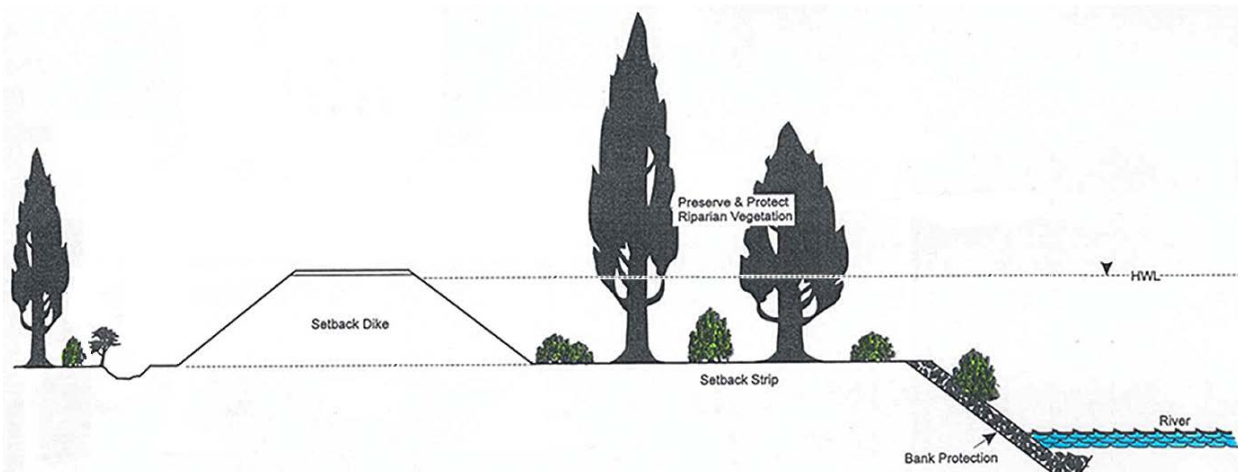 Preserve & Protect
Riparian Vegetation
HWL
Setback Dike
Setback Strip
River
Bank Protection